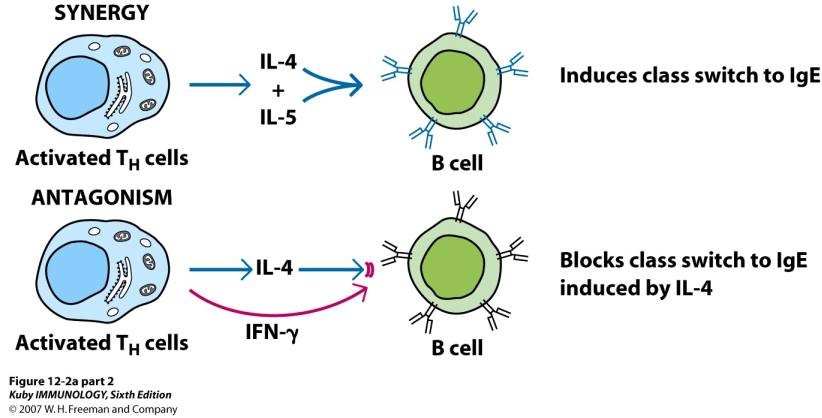 SYNERGY
IL-4
+
IL-5
Induces class switch to IgE
Activated TH cells
B cell
ANTAGONISM
IL-4
IFN-γ
Blocks class switch to IgE
induced by IL-4
Activated TH cells
B cell
Figure 12-2a part 2
Kuby IMMUNOLOGY, Sixth Edition
© 2007 W. H. Freeman and Company